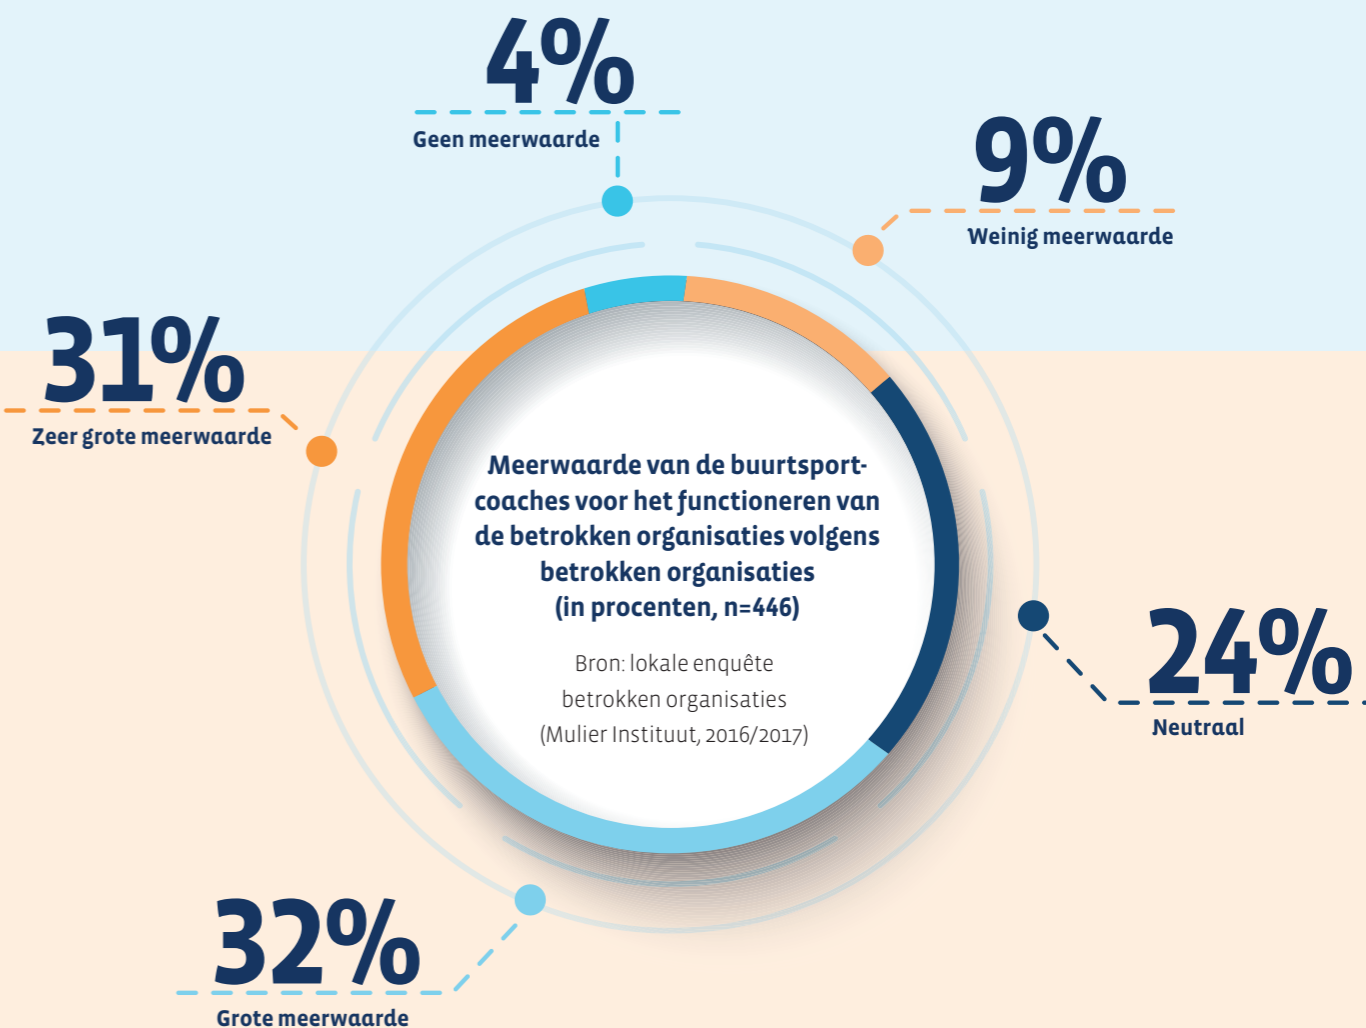 4%
Geen meerwaarde
9%
Weinig meerwaarde
31%
Zeer grote meerwaarde
Meerwaarde van de buurtsport-
coaches voor het functioneren van
de betrokken organisaties volgens
betrokken organisaties
(in procenten, n=446)
Bron: lokale enquête
betrokken organisaties
(Mulier Instituut, 2016/2017)
24%
Neutraal
32%
Grote meerwaarde